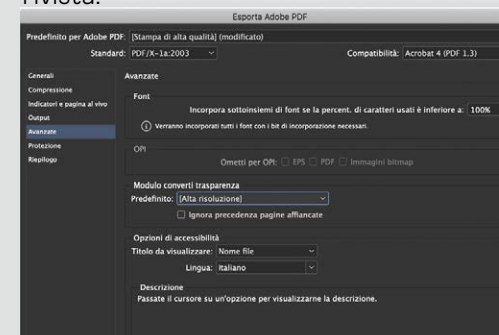 rivista.
Esporta Adobe PDF
Predefinito per Adobe PDF: [Stampa di alta qualità] (modificato)
Standard: PDF/X-1a:2003 Compatibilità: Acrobat 4 (PDF 1.3)
Generali
Compressione
Indicatori e pagina al vivo
Output
Avanzate
Protezione
Riepilogo
Avanzate
Font
Incorpora sottoinsiemi di font se la percent. di caratteri usati è inferiore a: 100%
Verranno incorporati tutti i font con i bit di incorporazione necessari.
OPI
Ometti per OPI: EPS PDF Immagini bitmap
Modulo converti trasparenza
Predefinito: [Alta risoluzione]
Ignora precedenza pagine affiancate
Opzioni di accessibilità
Titolo da visualizzare: Nome file
Lingua: Italiano
Descrizione
Passate il cursore su un'opzione per visualizzarne la descrizione.